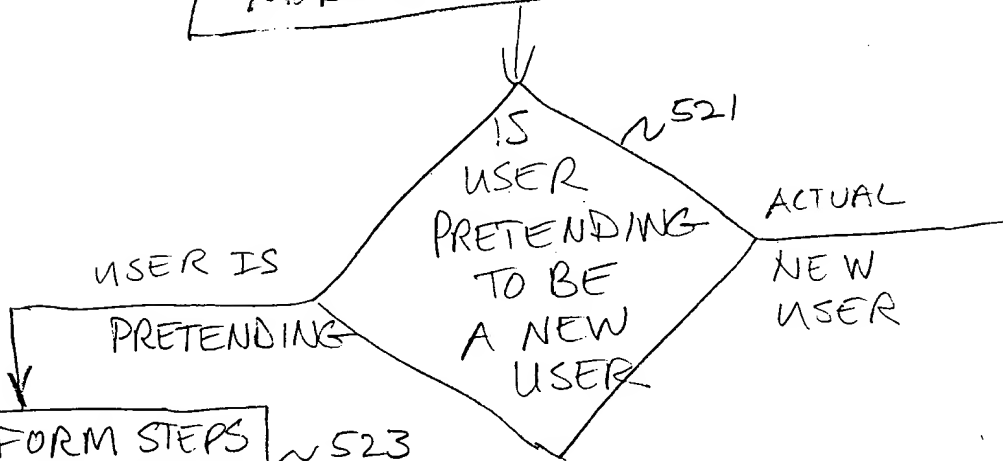 IS
USER
PRETENDING
TO BE
A NEW
USER
521
ACTUAL
NEW
USER
USER IS
PRETENDING
FORM STEPS
523